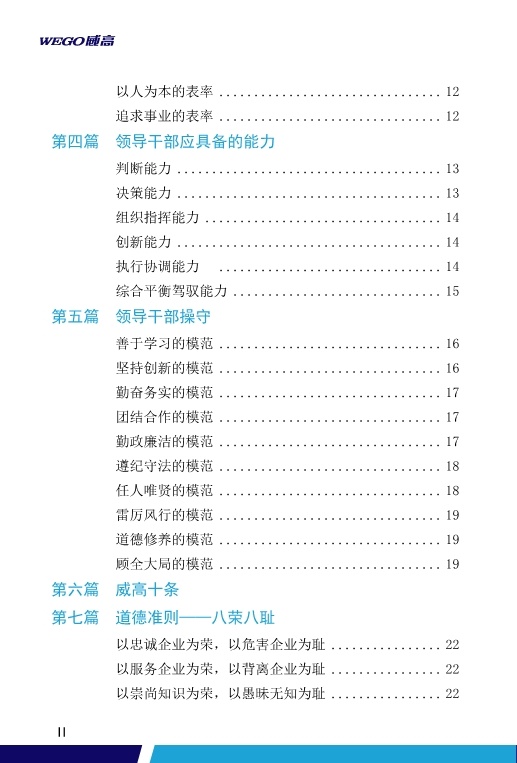 WEGO威高
以人为本的表率 ................................ 12
追求事业的表率 ................................ 12
第四篇 领导干部应具备的能力
判断能力 ...................................... 13
决策能力 ...................................... 13
组织指挥能力 .................................. 14
创新能力 ...................................... 14
执行协调能力 ................................ 14
综合平衡驾驭能力 .............................. 15
第五篇 领导干部操守
善于学习的模范 ................................ 16
坚持创新的模范 ................................ 16
勤奋务实的模范 ................................ 17
团结合作的模范 ................................ 17
勤政廉洁的模范 ................................ 17
遵纪守法的模范 ................................ 18
任人唯贤的模范 ................................ 18
雷厉风行的模范 ................................ 19
道德修养的模范 ................................ 19
顾全大局的模范 ................................ 19
第六篇 威高十条
第七篇 道德准则——八荣八耻
以忠诚企业为荣，以危害企业为耻 ................ 22
以服务企业为荣，以背离企业为耻 ................ 22
以崇尚知识为荣，以愚昧无知为耻 ................ 22
II